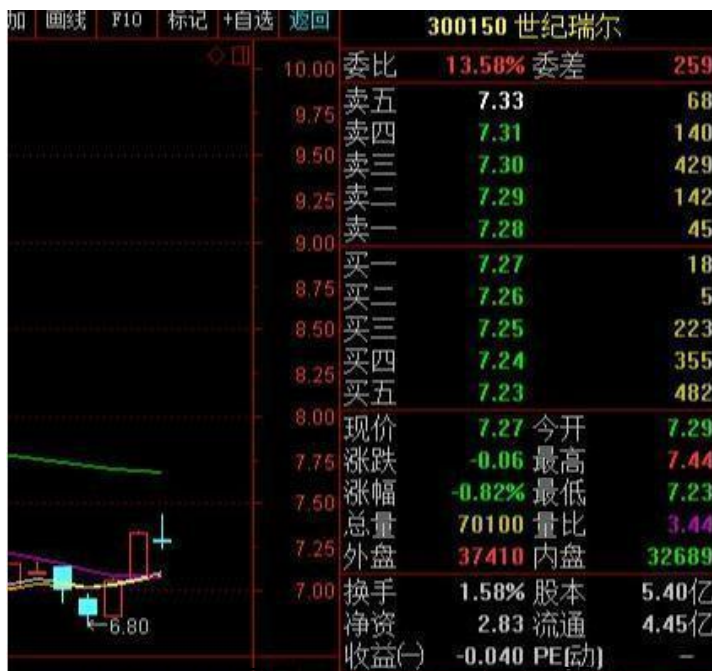 加 画线 F10 标记 +自选 返回
300150 世纪瑞尔
10.00
9.75
9.50
9.25
9.00
8.75
8.50
8.25
8.00
7.75
7.50
7.25
7.00
6.80
委比 13.58% 委差 259
卖五 7.33 68
卖四 7.31 140
卖三 7.30 429
卖二 7.29 142
卖一 7.28 45
买一 7.27 18
买二 7.26 5
买三 7.25 223
买四 7.24 355
买五 7.23 482
现价 7.27 今开 7.29
涨跌 -0.06 最高 7.44
涨幅 -0.82% 最低 7.23
总量 70100 量比 3.44
外盘 37410 内盘 32689
换手 1.58% 股本 5.40亿
净资 2.83 流通 4.45亿
收益(一) -0.040 PE(动) —